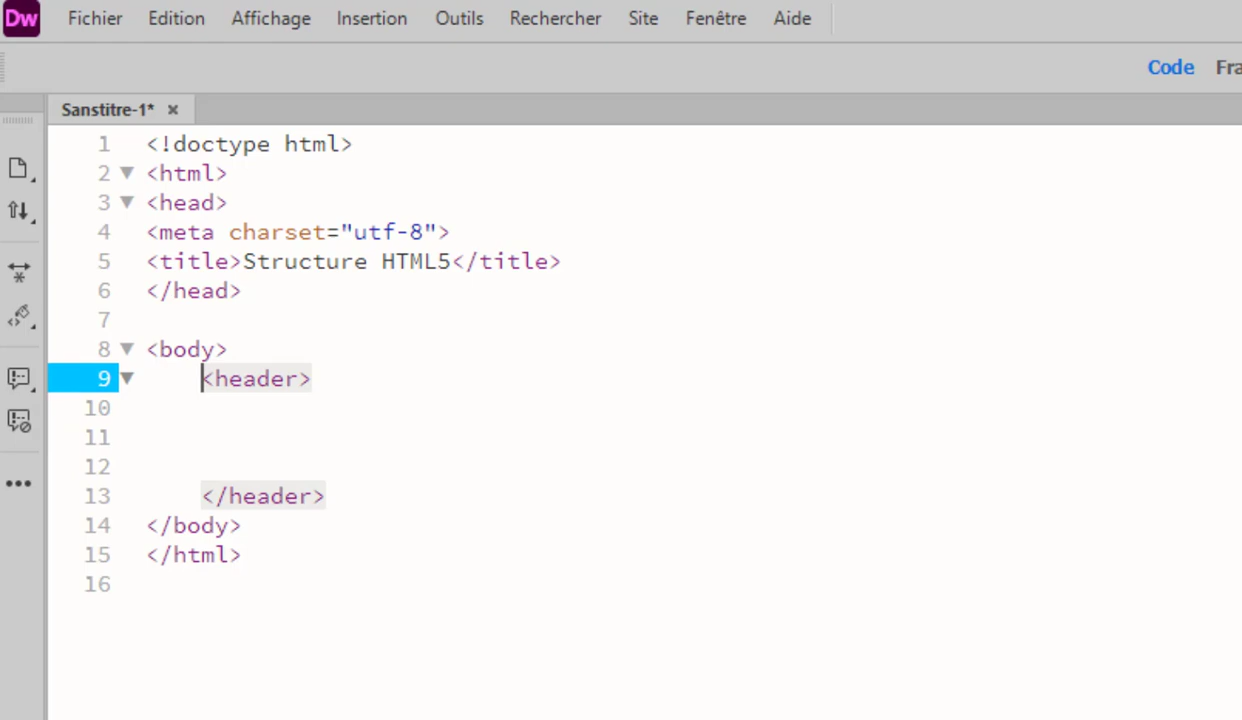 Dw Fichier Edition Affichage Insertion Outils Rechercher Site Fenêtre Aide
Code
Sanstitre-1* ×
1 <!doctype html>
2 ▼ <html>
3 ▼ <head>
4 <meta charset="utf-8">
5 <title>Structure HTML5</title>
6 </head>
7
8 ▼ <body>
9 ▼ <header>
10
11
12
13 </header>
14 </body>
15 </html>
16